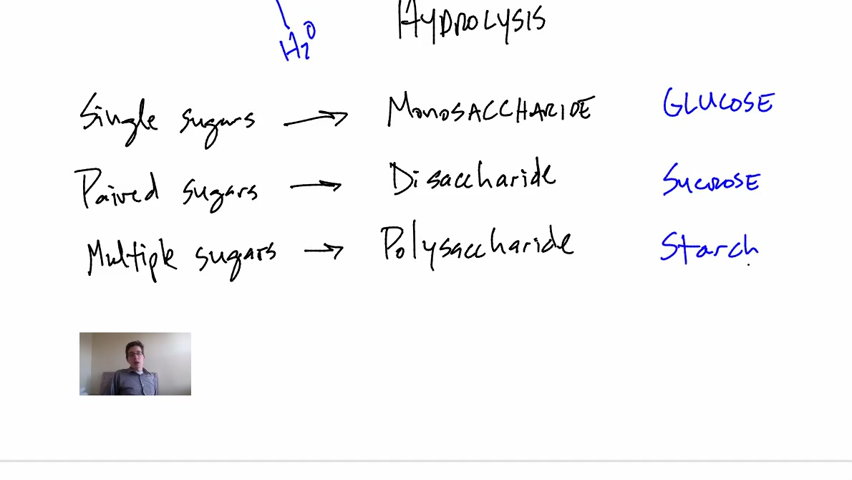 HYDROLYSIS
H₂O
Single sugars → MonoSACCHARIDE GLUCOSE
Paired sugars → Disaccharide SUCROSE
Multiple sugars → Polysaccharide Starch